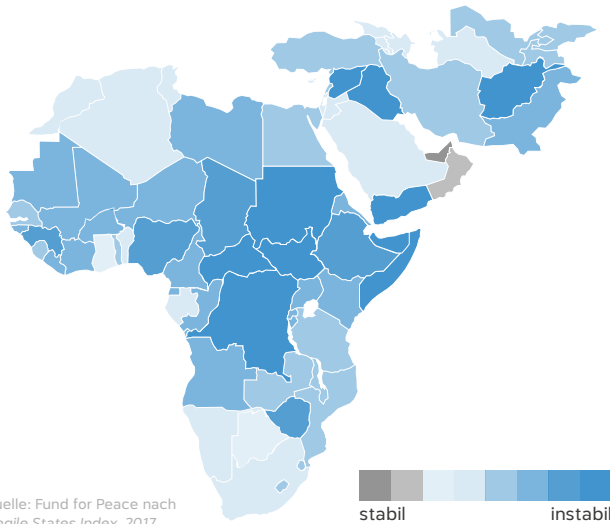 stabil
instabil
uelle: Fund for Peace nach
agile States Index, 2017